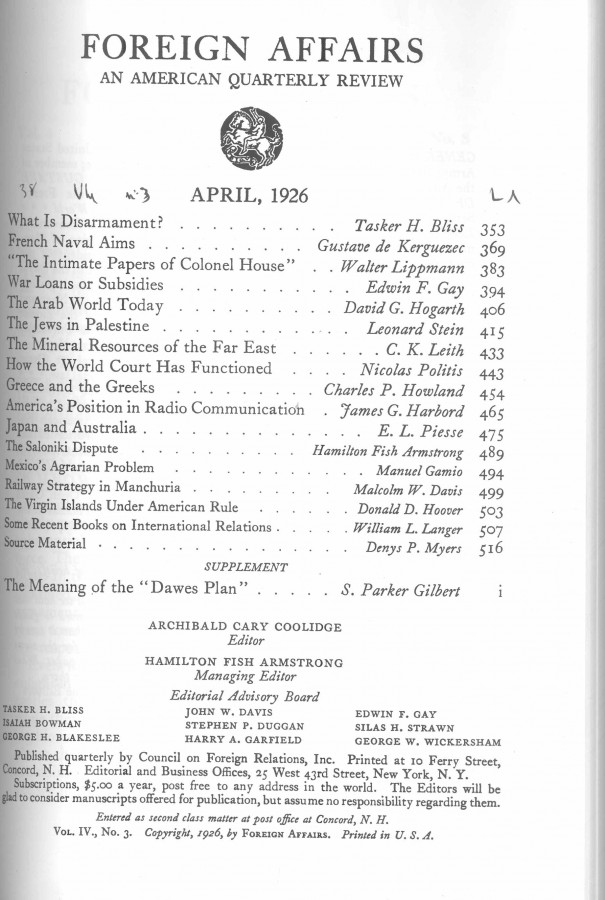 FOREIGN AFFAIRS
AN AMERICAN QUARTERLY REVIEW
38 n.3 APRIL, 1926
What Is Disarmament? . . . . . . . . . . Tasker H. Bliss 353
French Naval Aims . . . . . . . . . Gustave de Kerguezec 369
"The Intimate Papers of Colonel House" . . Walter Lippmann 383
War Loans or Subsidies . . . . . . . . . . Edwin F. Gay 394
The Arab World Today . . . . . . . . . . David G. Hogarth 406
The Jews in Palestine . . . . . . . . . . . Leonard Stein 415
The Mineral Resources of the Far East . . . . . . C. K. Leith 433
How the World Court Has Functioned . . . . Nicolas Politis 443
Greece and the Greeks . . . . . . . . Charles P. Howland 454
America's Position in Radio Communication . James G. Harbord 465
Japan and Australia . . . . . . . . . . . . . . E. L. Piesse 475
The Saloniki Dispute . . . . . . . . . . Hamilton Fish Armstrong 489
Mexico's Agrarian Problem . . . . . . . . . . . . Manuel Gamio 494
Railway Strategy in Manchuria . . . . . . . . . Malcolm W. Davis 499
The Virgin Islands Under American Rule . . . . . Donald D. Hoover 503
Some Recent Books on International Relations . . . . . William L. Langer 507
Source Material . . . . . . . . . . . . . . . . Denys P. Myers 516
SUPPLEMENT
The Meaning of the "Dawes Plan" . . . . . S. Parker Gilbert i
ARCHIBALD CARY COOLIDGE
Editor
HAMILTON FISH ARMSTRONG
Managing Editor
Editorial Advisory Board
TASKER H. BLISS JOHN W. DAVIS EDWIN F. GAY
ISAIAH BOWMAN STEPHEN P. DUGGAN SILAS H. STRAWN
GEORGE H. BLAKESLEE HARRY A. GARFIELD GEORGE W. WICKERSHAM
Published quarterly by Council on Foreign Relations, Inc. Printed at 10 Ferry Street,
Concord, N. H. Editorial and Business Offices, 25 West 43rd Street, New York, N. Y.
Subscriptions, $5.00 a year, post free to any address in the world. The Editors will be
glad to consider manuscripts offered for publication, but assume no responsibility regarding them.
Entered as second class matter at post office at Concord, N. H.
VOL. IV., No. 3. Copyright, 1926, by FOREIGN AFFAIRS. Printed in U. S. A.